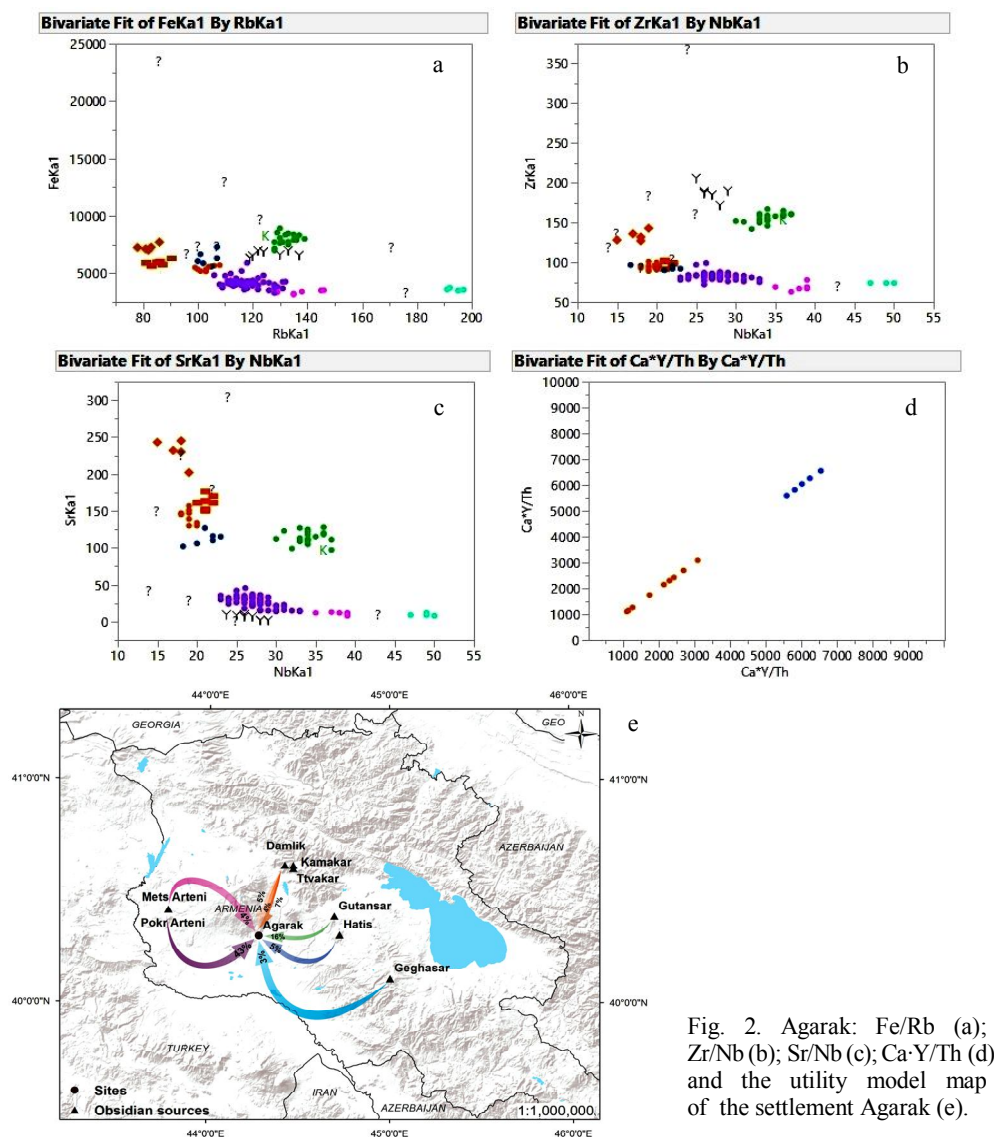 Bivariate Fit of FeKa1 By RbKa1
a
25000
20000
15000
10000
5000
FeKa1
80 100 120 140 160 180 200
RbKa1
? ? ? ? ? ? ? ? K Y Y Y Y Y Y
Bivariate Fit of ZrKa1 By NbKa1
b
350
300
250
200
150
100
50
ZrKa1
10 15 20 25 30 35 40 45 50 55
NbKa1
? ? ? ? ? ? ? Y Y Y Y Y K
Bivariate Fit of SrKa1 By NbKa1
c
300
250
200
150
100
50
0
SrKa1
10 15 20 25 30 35 40 45 50 55
NbKa1
? ? ? ? ? ? ? ? K Y Y Y Y Y Y
Bivariate Fit of Ca*Y/Th By Ca*Y/Th
d
10000
9000
8000
7000
6000
5000
4000
3000
2000
1000
0
Ca*Y/Th
1000 2000 3000 4000 5000 6000 7000 8000 9000
Ca*Y/Th
44°0'0"E 45°0'0"E 46°0'0"E
e
N
GEORGIA
GEO
41°0'0"N 41°0'0"N
AZERBAIJAN
Damlik
Kamakar
Ttvakar
5%
7%
Mets Arteni
ARMENIA
Gutansar
4%
Pokr Arteni
Agarak
Hatis
16%
43%
5%
3%
Geghasar
40°0'0"N 40°0'0"N
TURKEY
IRAN
AZERBAIJAN
Sites
Obsidian sources
1:1,000,000
44°0'0"E 45°0'0"E 46°0'0"E
Fig. 2. Agarak: Fe/Rb (a);
Zr/Nb (b); Sr/Nb (c); Ca·Y/Th (d)
and the utility model map
of the settlement Agarak (e).